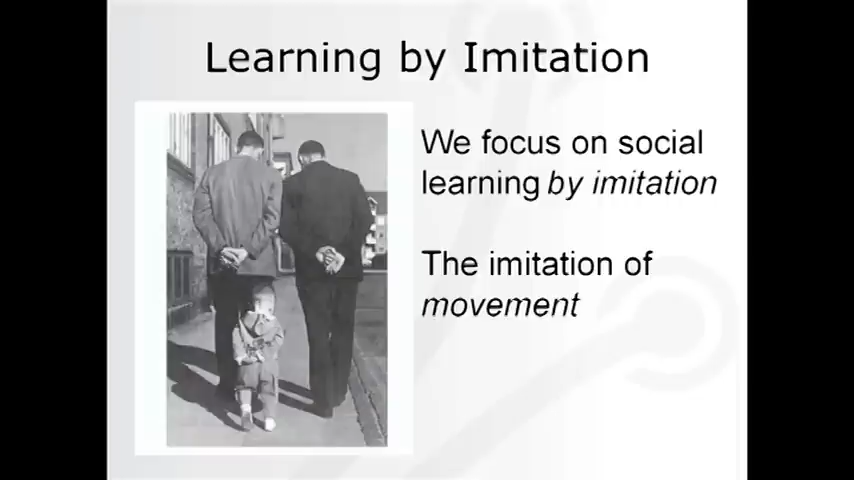 Learning by Imitation
We focus on social
learning by imitation
The imitation of
movement